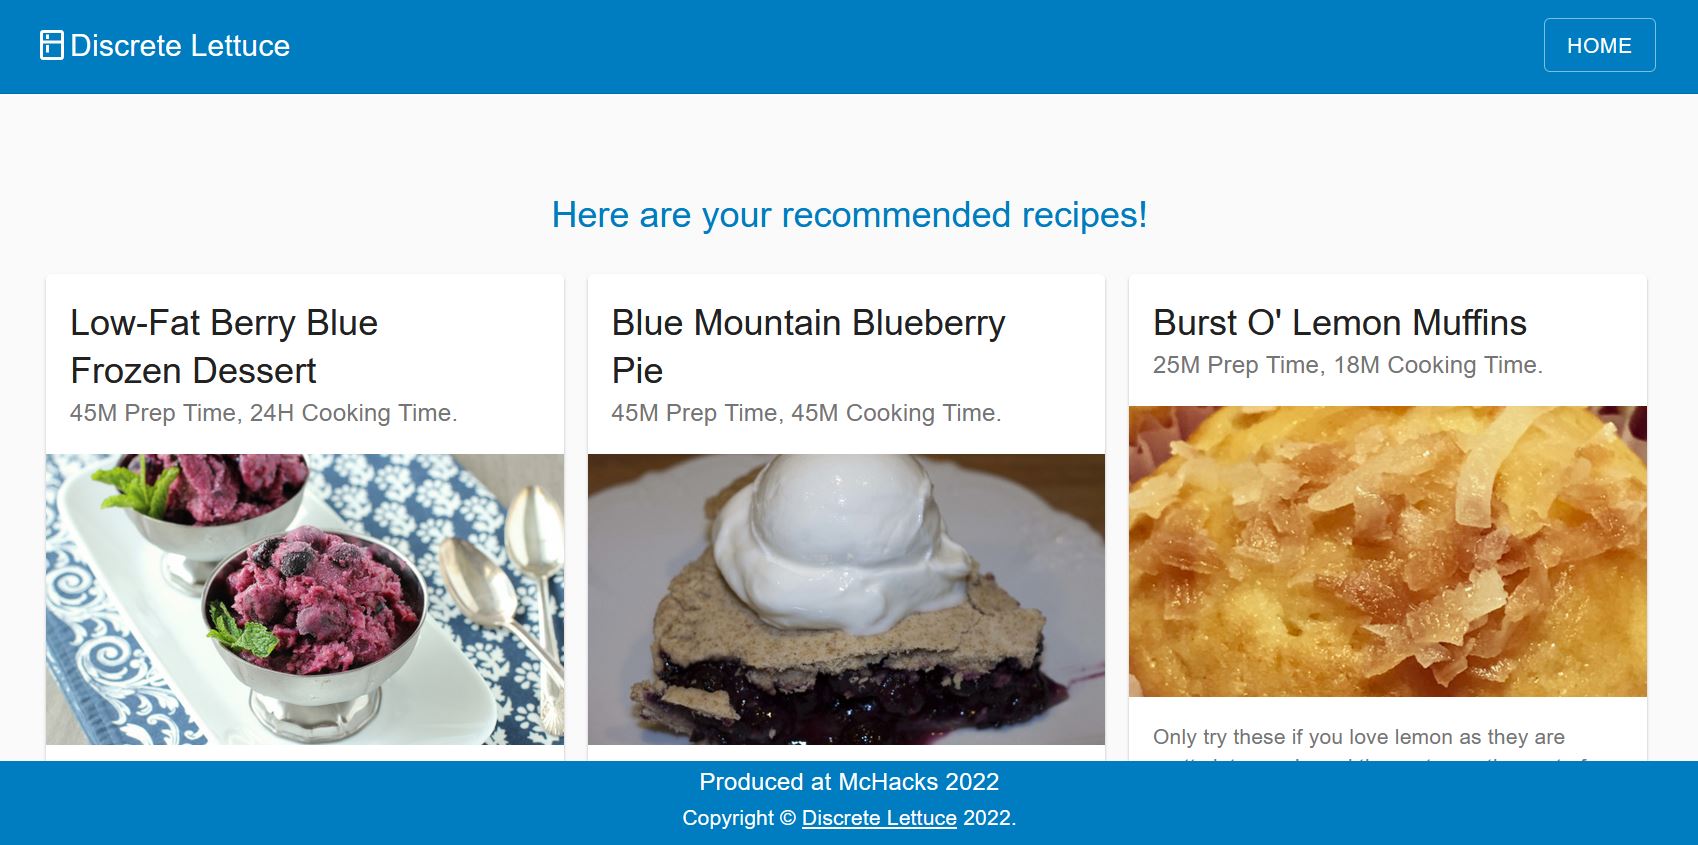 Discrete Lettuce
HOME
Here are your recommended recipes!
Low-Fat Berry Blue
Frozen Dessert
45M Prep Time, 24H Cooking Time.
Blue Mountain Blueberry
Pie
45M Prep Time, 45M Cooking Time.
Burst O' Lemon Muffins
25M Prep Time, 18M Cooking Time.
Only try these if you love lemon as they are
Produced at McHacks 2022
Copyright © Discrete Lettuce 2022.